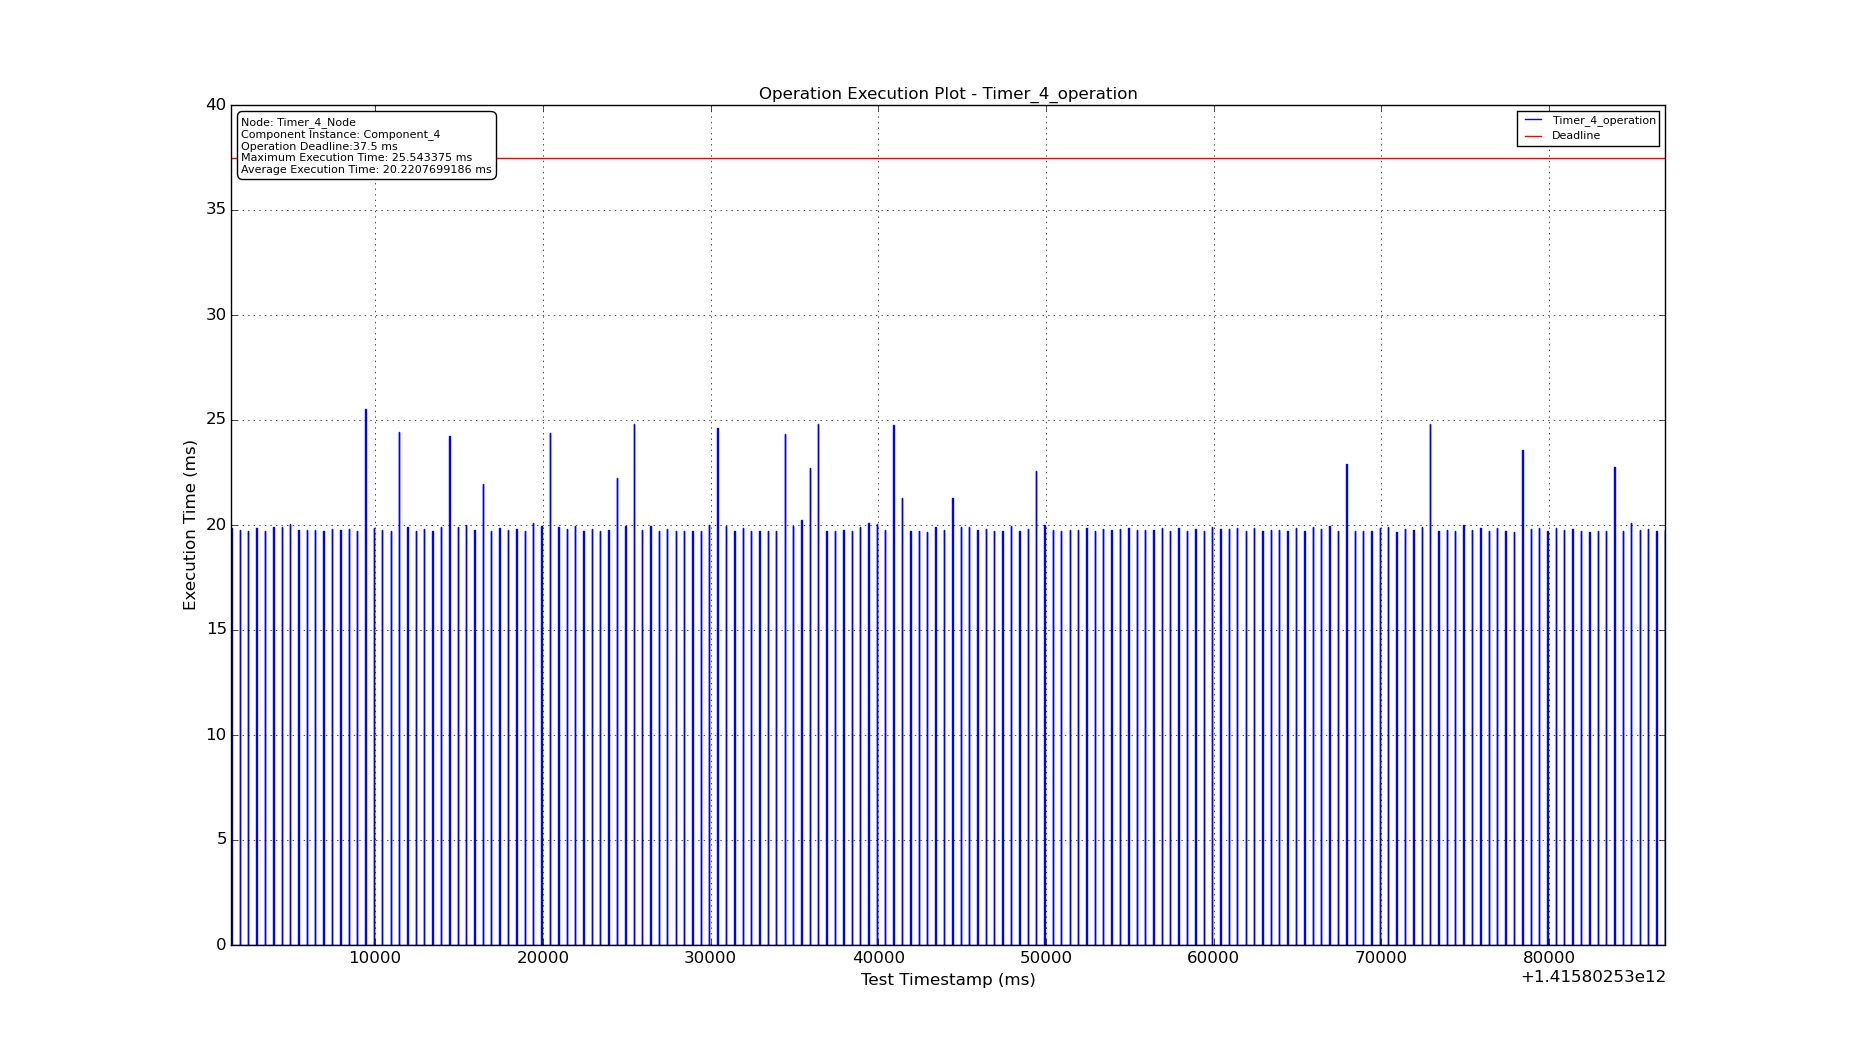 Operation Execution Plot - Timer_4_operation
Node: Timer_4_Node
Component Instance: Component_4
Operation Deadline:37.5 ms
Maximum Execution Time: 25.543375 ms
Average Execution Time: 20.2207699186 ms
Timer_4_operation
Deadline
40
35
30
25
20
15
10
5
0
Execution Time (ms)
10000 20000 30000 40000 50000 60000 70000 80000
+1.41580253e12
Test Timestamp (ms)